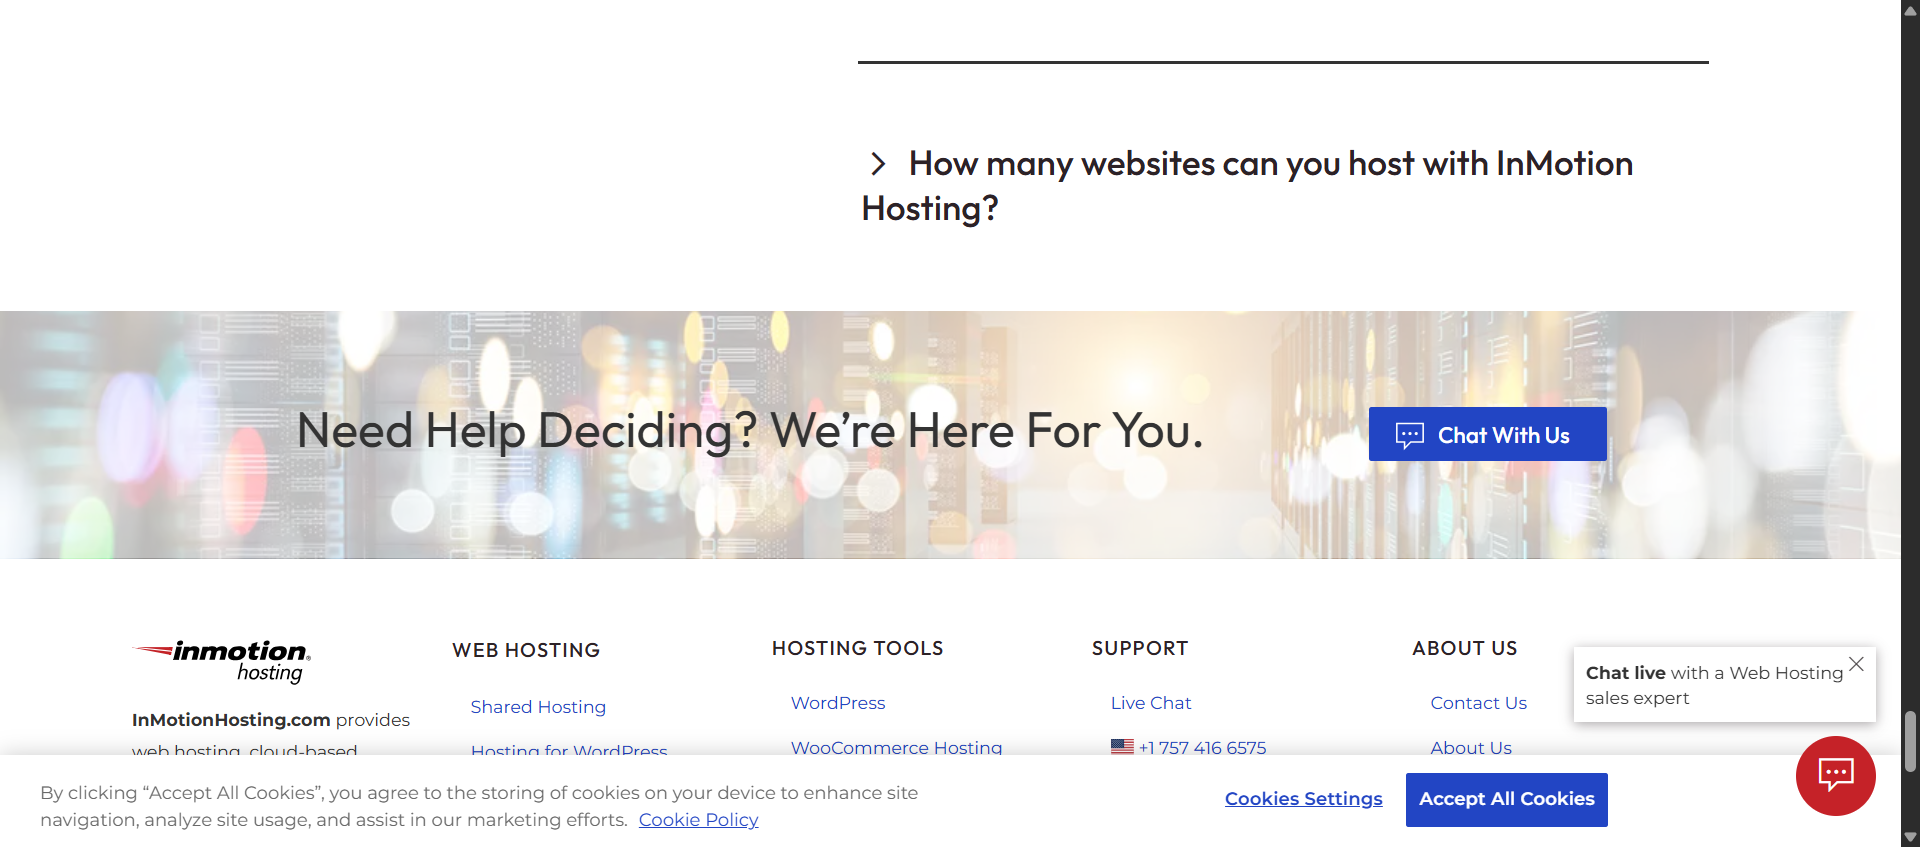 How many websites can you host with InMotion
Hosting?
Need Help Deciding? We’re Here For You.
Chat With Us
inmotion®
hosting
InMotionHosting.com provides
web hosting, cloud-based
WEB HOSTING
Shared Hosting
Hosting for WordPress
HOSTING TOOLS
WordPress
WooCommerce Hosting
SUPPORT
Live Chat
+1 757 416 6575
ABOUT US
Contact Us
About Us
Chat live with a Web Hosting
sales expert
By clicking “Accept All Cookies”, you agree to the storing of cookies on your device to enhance site
navigation, analyze site usage, and assist in our marketing efforts. Cookie Policy
Cookies Settings
Accept All Cookies